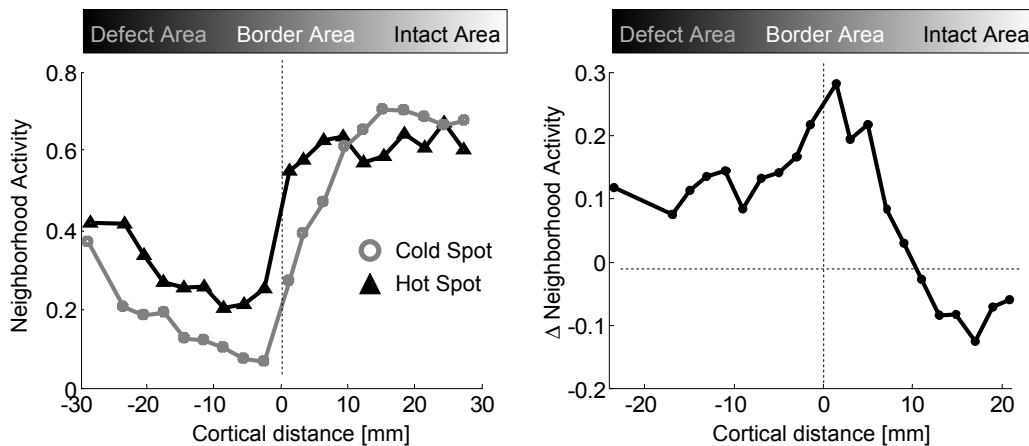 Defect Area Border Area Intact Area
0.8
0.6
0.4
0.2
0
Neighborhood Activity
Cold Spot
Hot Spot
-30 -20 -10 0 10 20 30
Cortical distance [mm]
Defect Area Border Area Intact Area
0.3
0.2
0.1
0
-0.1
-0.2
Δ Neighborhood Activity
-20 -10 0 10 20
Cortical distance [mm]